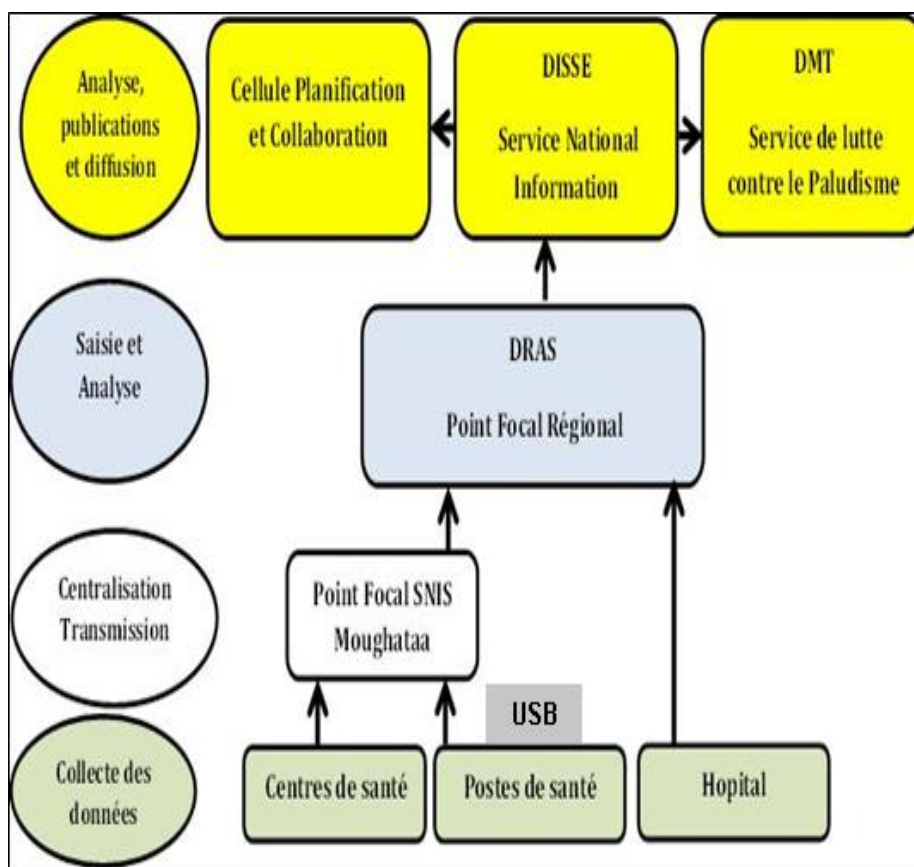 Analyse,
publications
et diffusion
Cellule Planification
et Collaboration
DISSE
Service National
Information
DMT
Service de lutte
contre le Paludisme
Saisie et
Analyse
DRAS
Point Focal Régional
Centralisation
Transmission
Point Focal SNIS
Moughataa
USB
Collecte des
données
Centres de santé
Postes de santé
Hopital